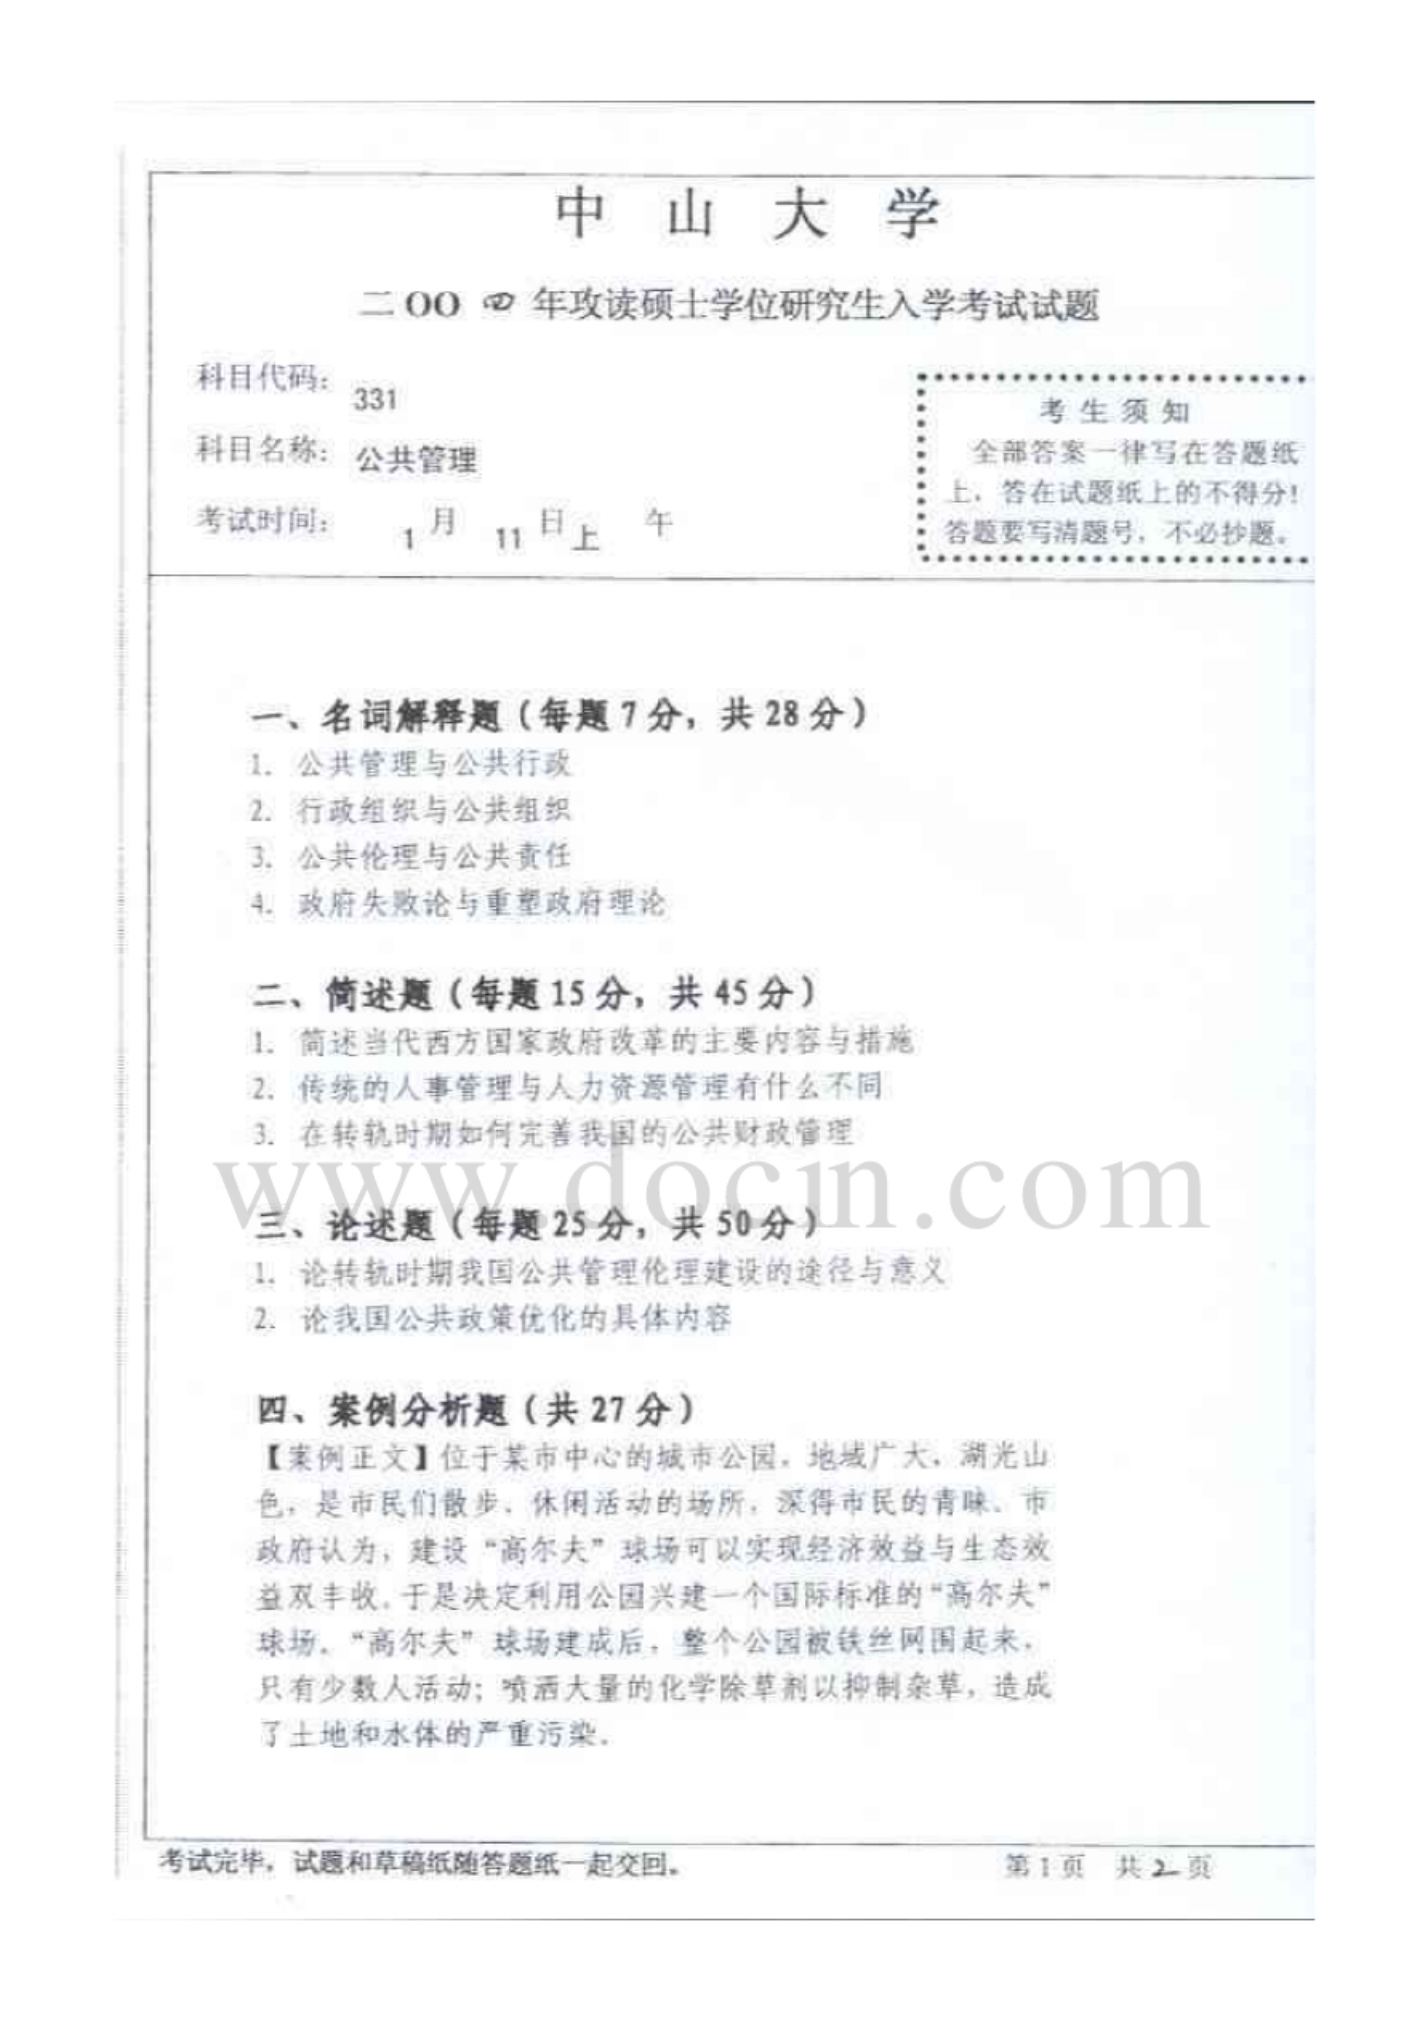 中山大学
二OO四年攻读硕士学位研究生入学考试试题
科目代码: 331
科目名称: 公共管理
考试时间: 1月11日上午
考生须知
全部答案一律写在答题纸
上，答在试题纸上的不得分!
答题要写清题号，不必抄题。
一、名词解释题（每题7分，共28分）
1. 公共管理与公共行政
2. 行政组织与公共组织
3. 公共伦理与公共责任
4. 政府失败论与重塑政府理论
二、简述题（每题15分，共45分）
1. 简述当代西方国家政府改革的主要内容与措施
2. 传统的人事管理与人力资源管理有什么不同
3. 在转轨时期如何完善我国的公共财政管理
www.docin.com
三、论述题（每题25分，共50分）
1. 论转轨时期我国公共管理伦理建设的途径与意义
2. 论我国公共政策优化的具体内容
四、案例分析题（共27分）
【案例正文】位于某市中心的城市公园，地域广大，湖光山
色，是市民们散步、休闲活动的场所，深得市民的青睐。市
政府认为，建设“高尔夫”球场可以实现经济效益与生态效
益双丰收，于是决定利用公园兴建一个国际标准的“高尔夫”
球场。“高尔夫”球场建成后，整个公园被铁丝网围起来，
只有少数人活动；喷洒大量的化学除草剂以抑制杂草，造成
了土地和水体的严重污染。
考试完毕，试题和草稿纸随答题纸一起交回。
第1页 共2页